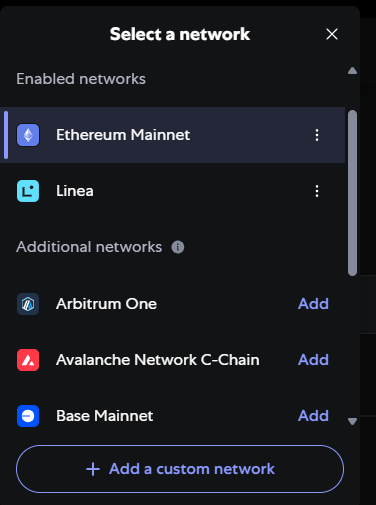 Select a network
Enabled networks
Ethereum Mainnet
Linea
Additional networks
Arbitrum One Add
Avalanche Network C-Chain Add
Base Mainnet Add
+ Add a custom network